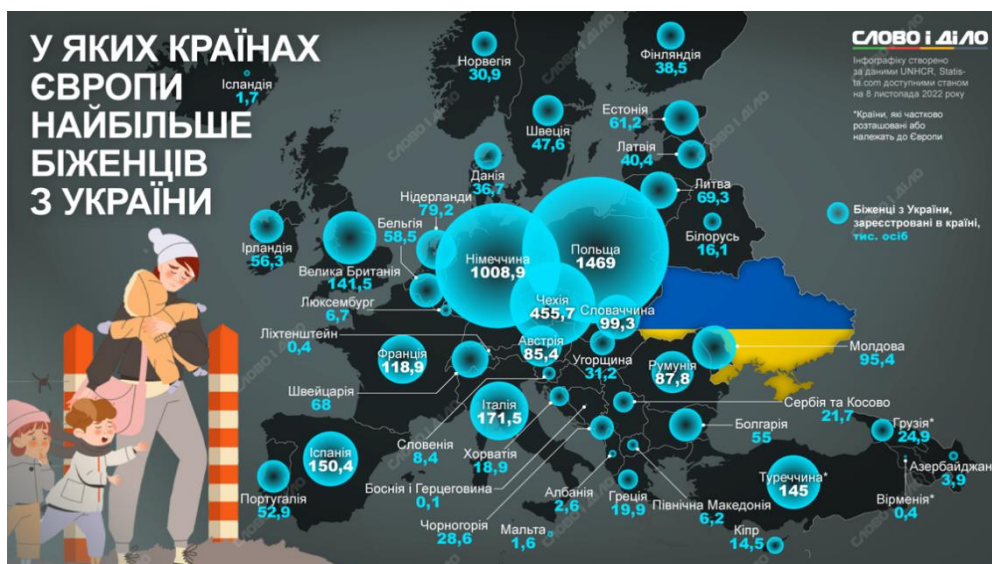 У ЯКИХ КРАЇНАХ
ЄВРОПИ
НАЙБІЛЬШЕ
БІЖЕНЦІВ
З УКРАЇНИ
СЛОВО і ДІЛО
Інфографіку створено
за даними UNHCR, Statis-
ta.com доступними станом
на 8 листопада 2022 року
*Країни, які частково
розташовані або
належать до Європи
Біженці з України,
зареєстровані в країні,
тис. осіб
Ісландія
1,7
Норвегія
30,9
Фінляндія
38,5
Швеція
47,6
Естонія
61,2
Латвія
40,4
Литва
69,3
Данія
36,7
Нідерланди
79,2
Бельгія
58,5
Ірландія
56,3
Велика Британія
141,5
Німеччина
1008,9
Польща
1469
Білорусь
16,1
Люксембург
6,7
Чехія
455,7
Словаччина
99,3
Ліхтенштейн
0,4
Франція
118,9
Австрія
85,4
Угорщина
31,2
Румунія
87,8
Молдова
95,4
Швейцарія
68
Італія
171,5
Сербія та Косово
21,7
Словенія
8,4
Хорватія
18,9
Болгарія
55
Грузія*
24,9
Іспанія
150,4
Португалія
52,9
Боснія і Герцеговина
0,1
Албанія
2,6
Греція
19,9
Північна Македонія
6,2
Туреччина*
145
Азербайджан
3,9
Вірменія*
0,4
Чорногорія
28,6
Мальта
1,6
Кіпр
14,5